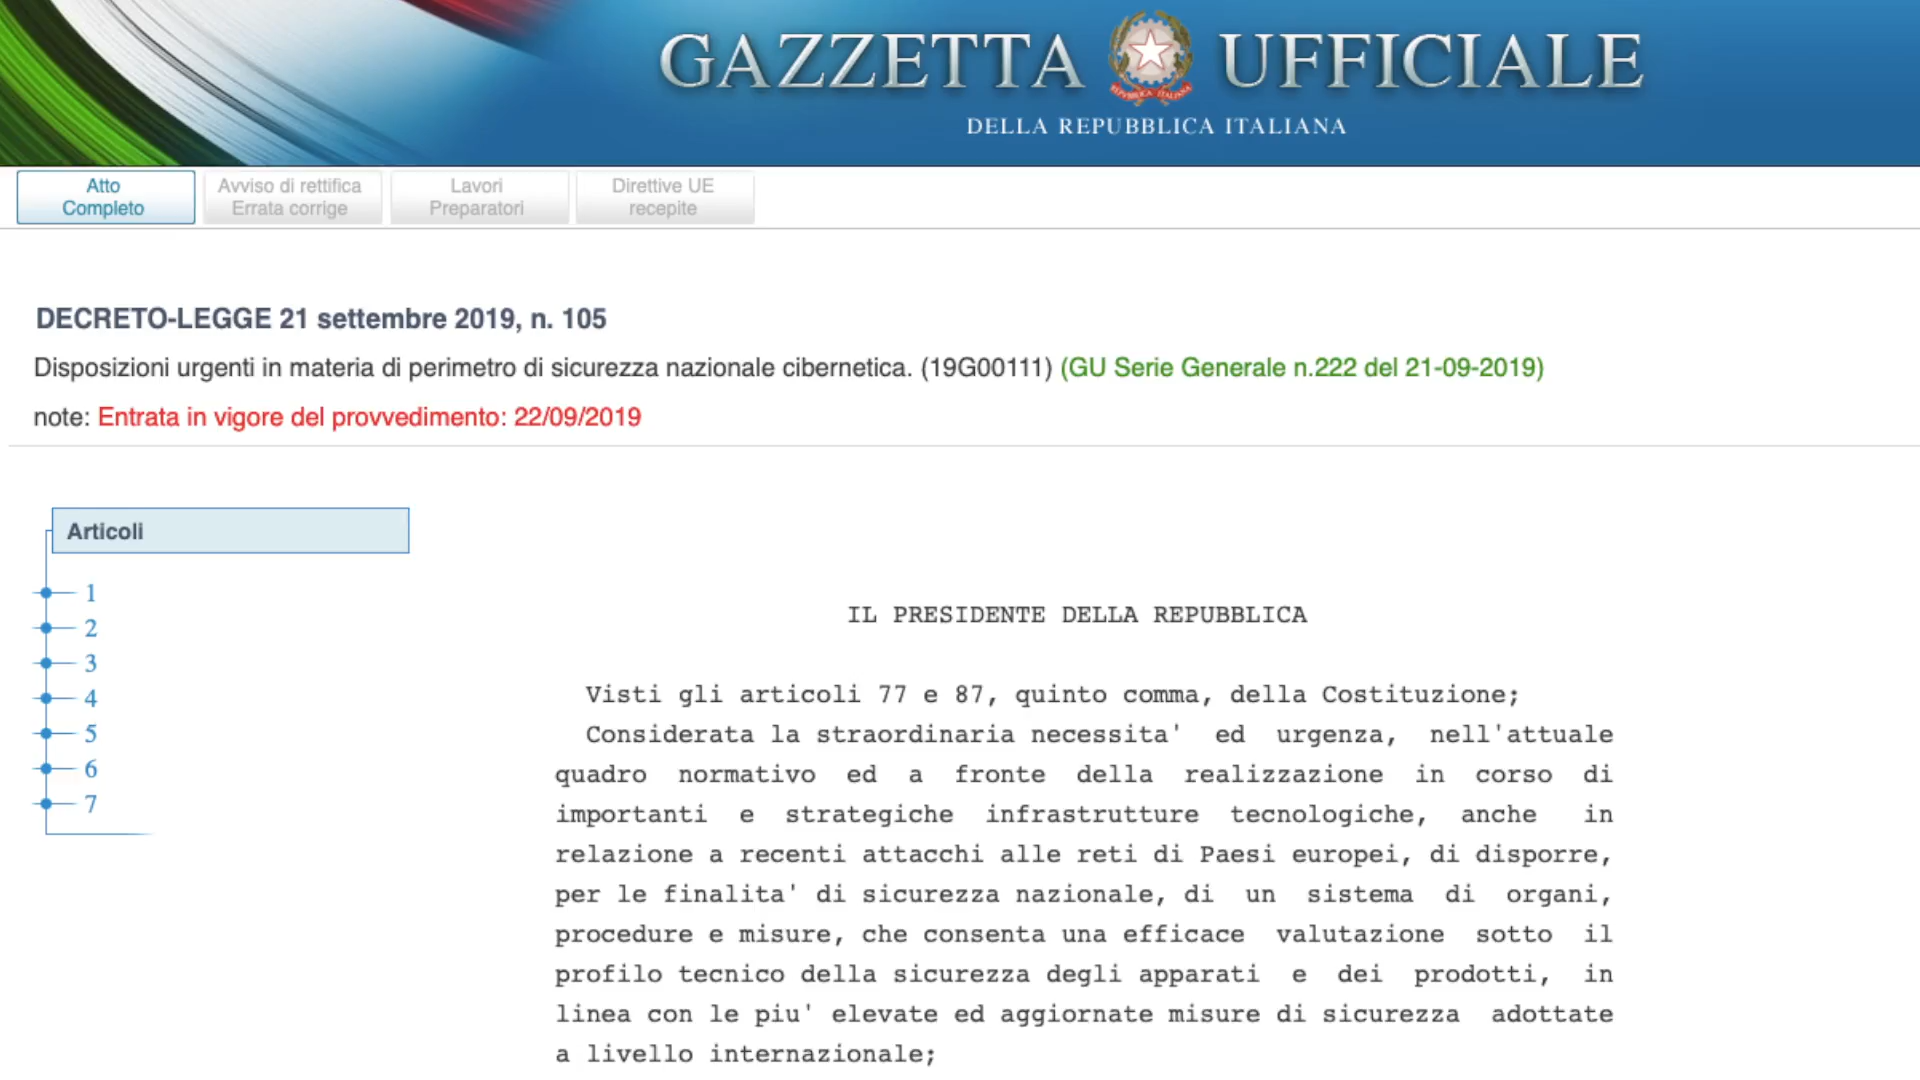 GAZZETTA UFFICIALE
REPUBBLICA ITALIANA
DELLA REPUBBLICA ITALIANA
Atto
Completo
Avviso di rettifica
Errata corrige
Lavori
Preparatori
Direttive UE
recepite
DECRETO-LEGGE 21 settembre 2019, n. 105
Disposizioni urgenti in materia di perimetro di sicurezza nazionale cibernetica. (19G00111) (GU Serie Generale n.222 del 21-09-2019)
note: Entrata in vigore del provvedimento: 22/09/2019
Articoli
1
2
3
4
5
6
7
IL PRESIDENTE DELLA REPUBBLICA
Visti gli articoli 77 e 87, quinto comma, della Costituzione;
Considerata la straordinaria necessita' ed urgenza, nell'attuale
quadro normativo ed a fronte della realizzazione in corso di
importanti e strategiche infrastrutture tecnologiche, anche in
relazione a recenti attacchi alle reti di Paesi europei, di disporre,
per le finalita' di sicurezza nazionale, di un sistema di organi,
procedure e misure, che consenta una efficace valutazione sotto il
profilo tecnico della sicurezza degli apparati e dei prodotti, in
linea con le piu' elevate ed aggiornate misure di sicurezza adottate
a livello internazionale;